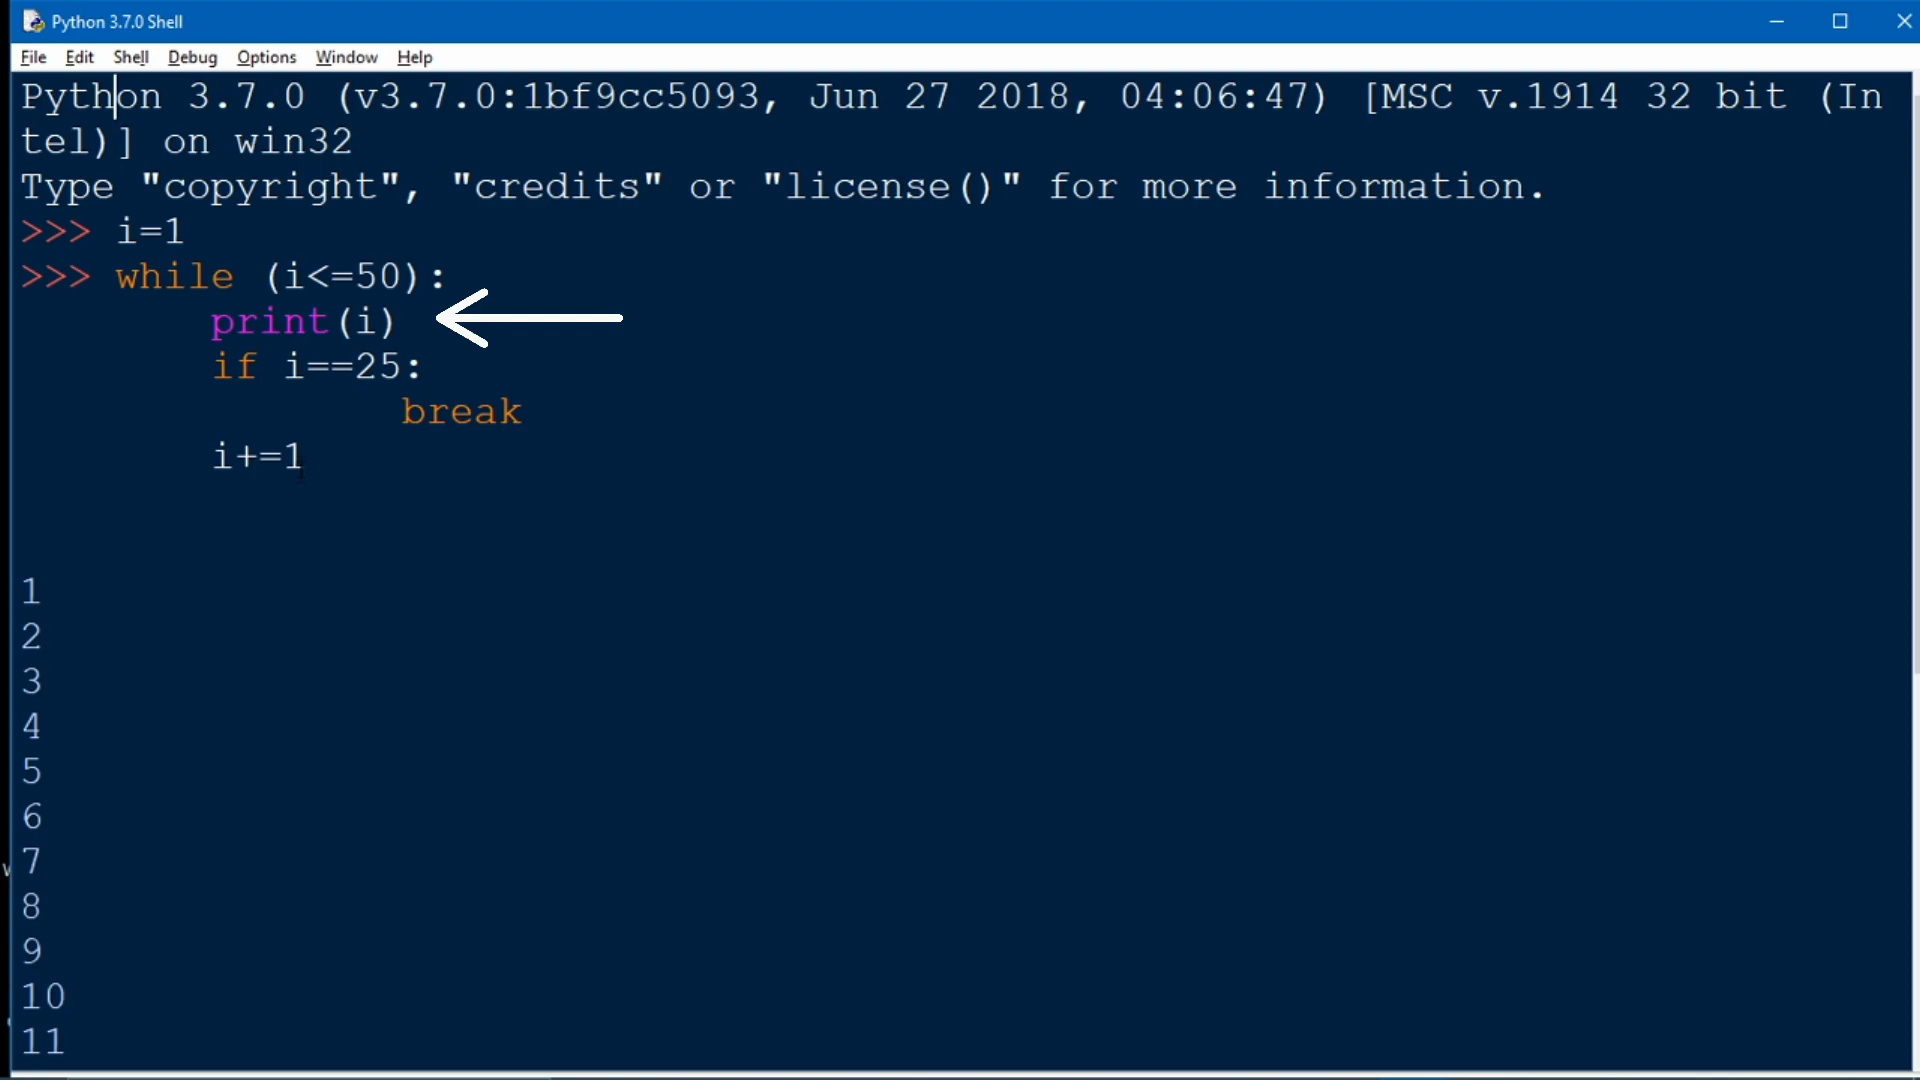 Python 3.7.0 Shell
File Edit Shell Debug Options Window Help
Python 3.7.0 (v3.7.0:1bf9cc5093, Jun 27 2018, 04:06:47) [MSC v.1914 32 bit (In
tel)] on win32
Type "copyright", "credits" or "license()" for more information.
>>> i=1
>>> while (i<=50):
print(i)
if i==25:
break
i+=1
1
2
3
4
5
6
7
8
9
10
11